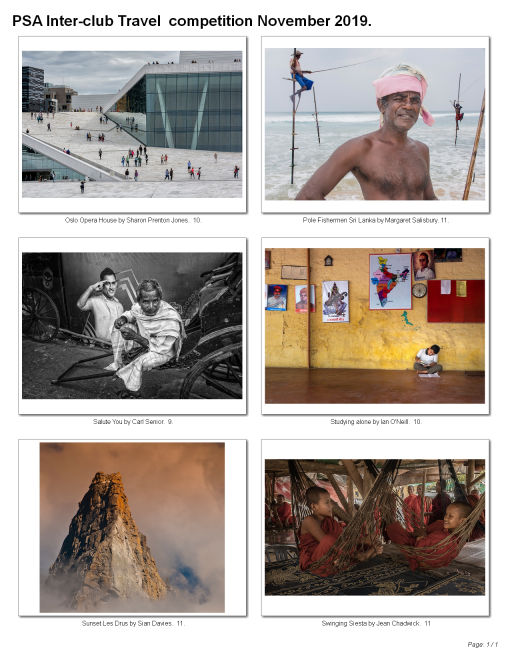 PSA Inter-club Travel  competition November 2019.
Oslo Opera House by Sharon Prenton Jones.  10.
Pole Fishermen Sri Lanka by Margaret Salisbury. 11.
Salute You by Carl Senior.  9.
Studying alone by Ian O'Neill.  10.
Sunset Les Drus by Sian Davies.  11.
Swinging Siesta by Jean Chadwick.  11
Page: 1 / 1